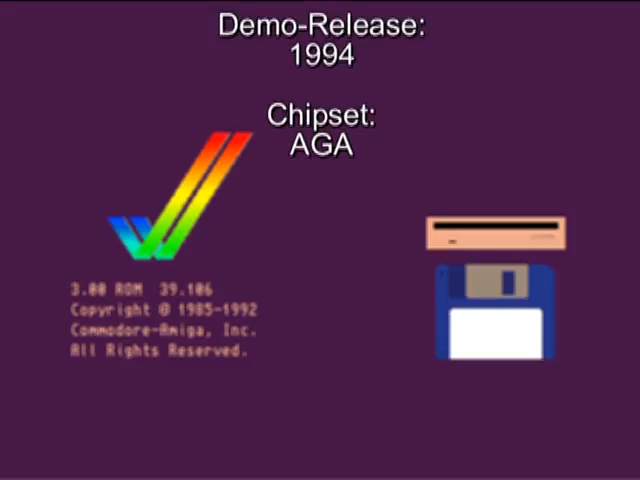 Demo-Release:
1994
Chipset:
AGA
3.00 ROM 39.106
Copyright © 1985-1992
Commodore-Amiga, Inc.
All Rights Reserved.